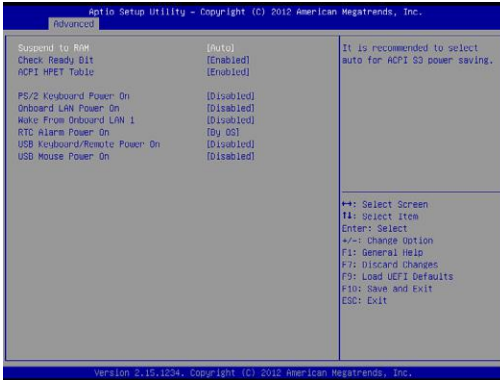 Aptio Setup Utility – Copyright (C) 2012 American Megatrends, Inc.
Advanced
Suspend to RAM [Auto]
Check Ready Bit [Enabled]
ACPI HPET Table [Enabled]
PS/2 Keyboard Power On [Disabled]
Onboard LAN Power On [Disabled]
Wake From Onboard LAN 1 [Disabled]
RTC Alarm Power On [By OS]
USB Keyboard/Remote Power On [Disabled]
USB Mouse Power On [Disabled]
It is recommended to select
auto for ACPI S3 power saving.
↔: Select Screen
↑↓: Select Item
Enter: Select
+/-: Change Option
F1: General Help
F7: Discard Changes
F9: Load UEFI Defaults
F10: Save and Exit
ESC: Exit
Version 2.15.1234. Copyright (C) 2012 American Megatrends, Inc.